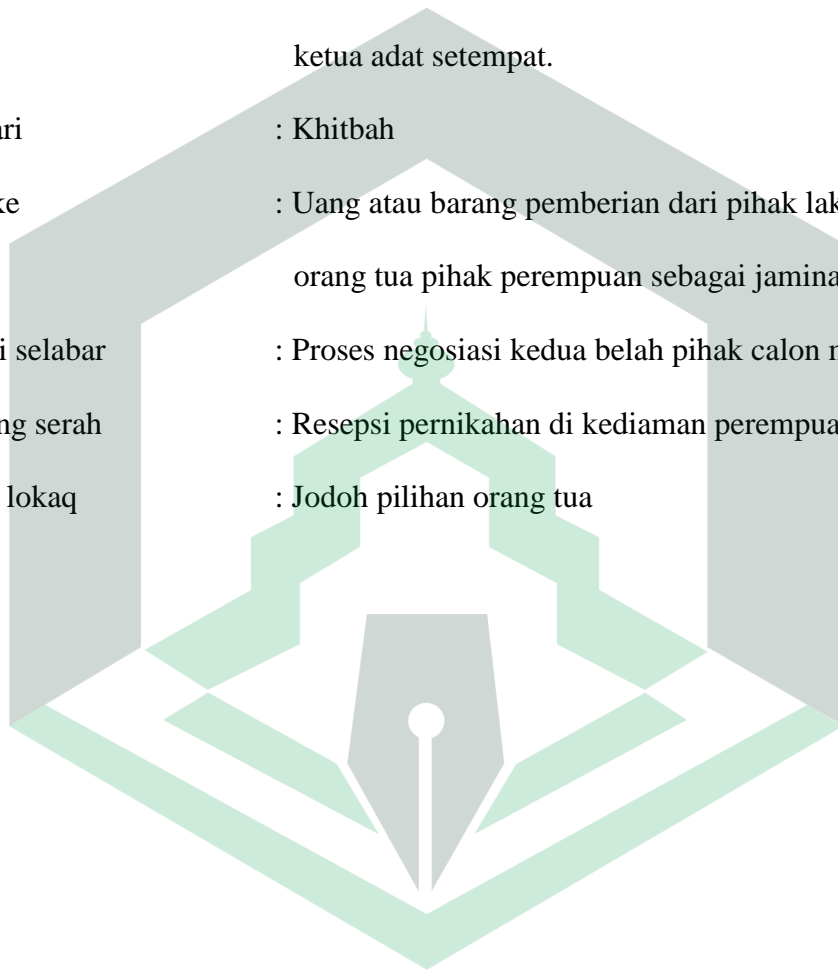 ketua adat setempat.
ari : Khitbah
ke : Uang atau barang pemberian dari pihak lak
orang tua pihak perempuan sebagai jamina
i selabar : Proses negosiasi kedua belah pihak calon
ng serah : Resepsi pernikahan di kediaman perempua
lokaq : Jodoh pilihan orang tua